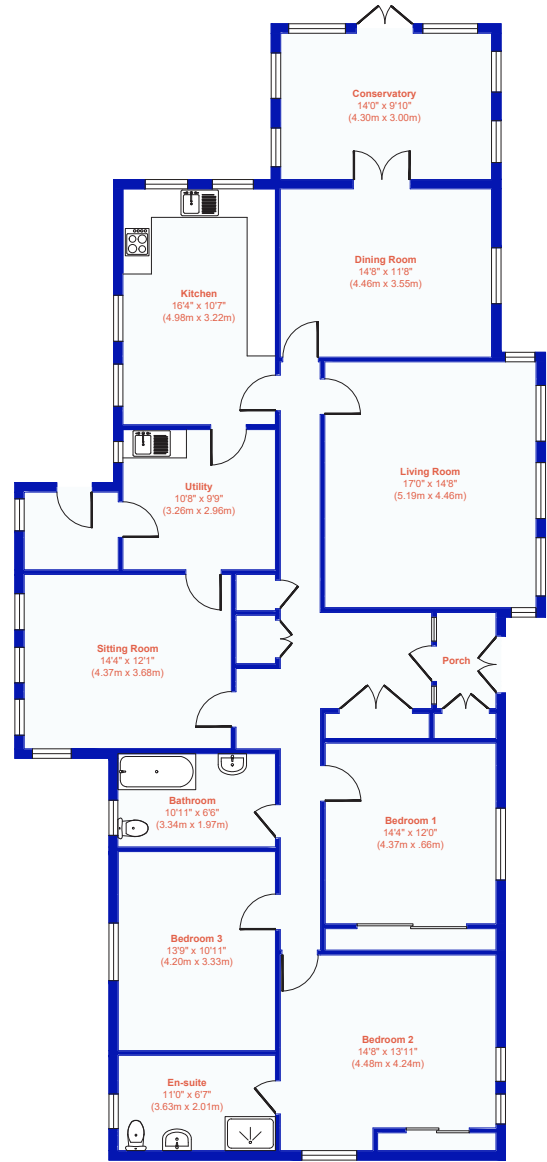 Conservatory
14'0" x 9'10"
(4.30m x 3.00m)
Dining Room
14'8" x 11'8"
(4.46m x 3.55m)
Kitchen
16'4" x 10'7"
(4.98m x 3.22m)
Living Room
17'0" x 14'8"
(5.19m x 4.46m)
Utility
10'8" x 9'9"
(3.26m x 2.96m)
Sitting Room
14'4" x 12'1"
(4.37m x 3.68m)
Porch
Bathroom
10'11" x 6'6"
(3.34m x 1.97m)
Bedroom 1
14'4" x 12'0"
(4.37m x .66m)
Bedroom 3
13'9" x 10'11"
(4.20m x 3.33m)
Bedroom 2
14'8" x 13'11"
(4.48m x 4.24m)
En-suite
11'0" x 6'7"
(3.63m x 2.01m)